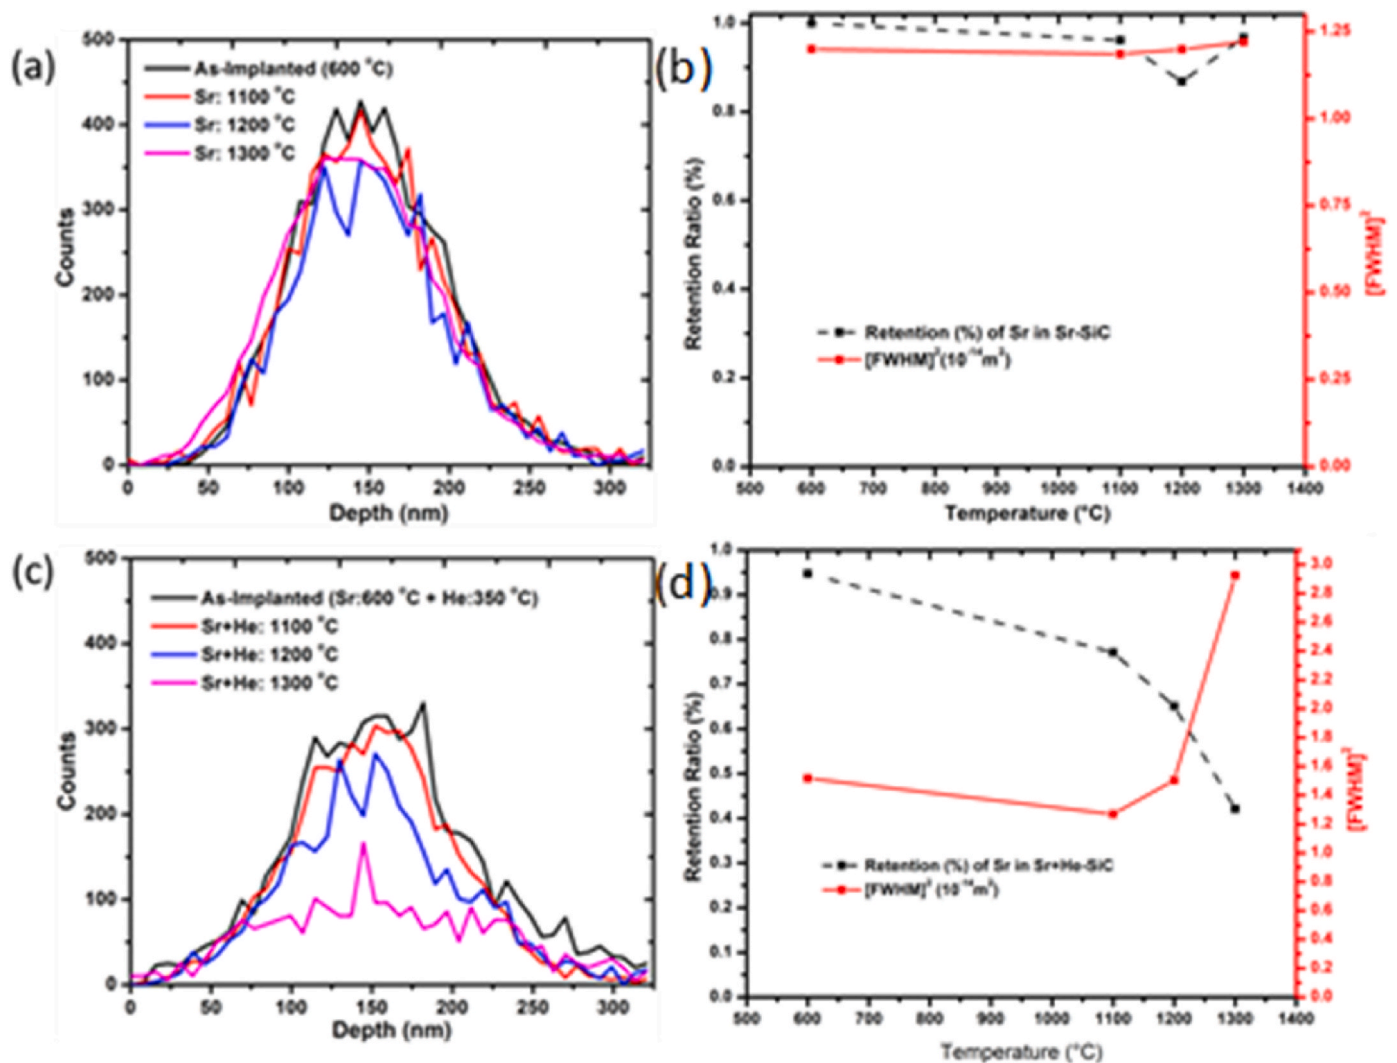 (a)
500
400
300
200
100
0
Counts
As-Implanted (600 °C)
Sr: 1100 °C
Sr: 1200 °C
Sr: 1300 °C
0 50 100 150 200 250 300
Depth (nm)
(b)
1.0
0.8
0.6
0.4
0.2
0.0
Retention Ratio (%)
Retention (%) of Sr in Sr-SiC
[FWHM]² (10⁻¹⁴m²)
1.25
1.00
0.75
0.50
0.25
0.00
[FWHM]²
500 600 700 800 900 1000 1100 1200 1300 1400
Temperature (°C)
(c)
500
400
300
200
100
0
Counts
As-Implanted (Sr:600 °C + He:350 °C)
Sr+He: 1100 °C
Sr+He: 1200 °C
Sr+He: 1300 °C
0 50 100 150 200 250 300
Depth (nm)
(d)
1.0
0.9
0.8
0.7
0.6
0.5
0.4
0.3
0.2
0.1
0.0
Retention Ratio (%)
Retention (%) of Sr in Sr+He-SiC
[FWHM]² (10⁻¹⁴m²)
3.0
2.8
2.6
2.4
2.2
2.0
1.8
1.6
1.4
1.2
1.0
0.8
0.6
0.4
0.2
0.0
[FWHM]²
500 600 700 800 900 1000 1100 1200 1300 1400
Temperature (°C)